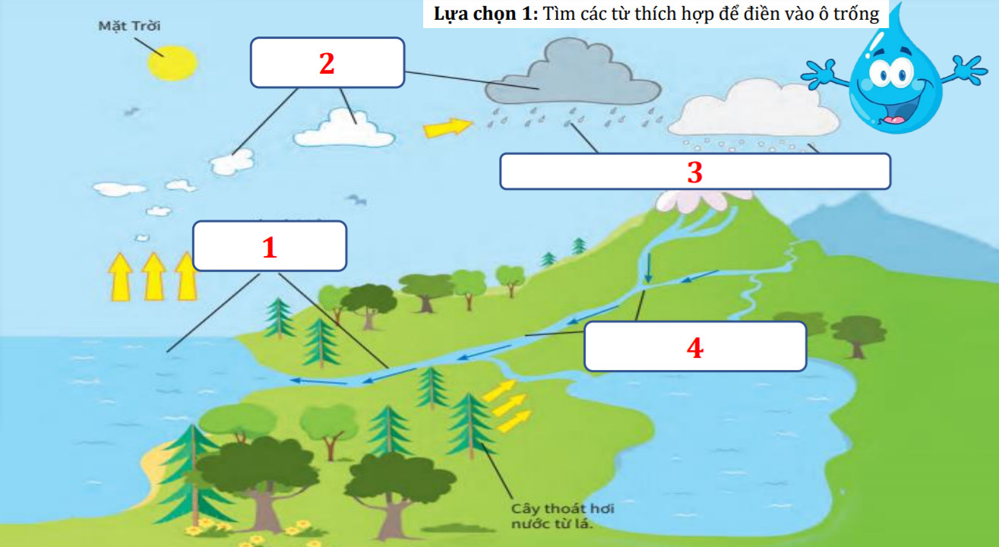 Lựa chọn 1: Tìm các từ thích hợp để điền vào ô trống
Mặt Trời
2
3
1
4
Cây thoát hơi
nước từ lá.